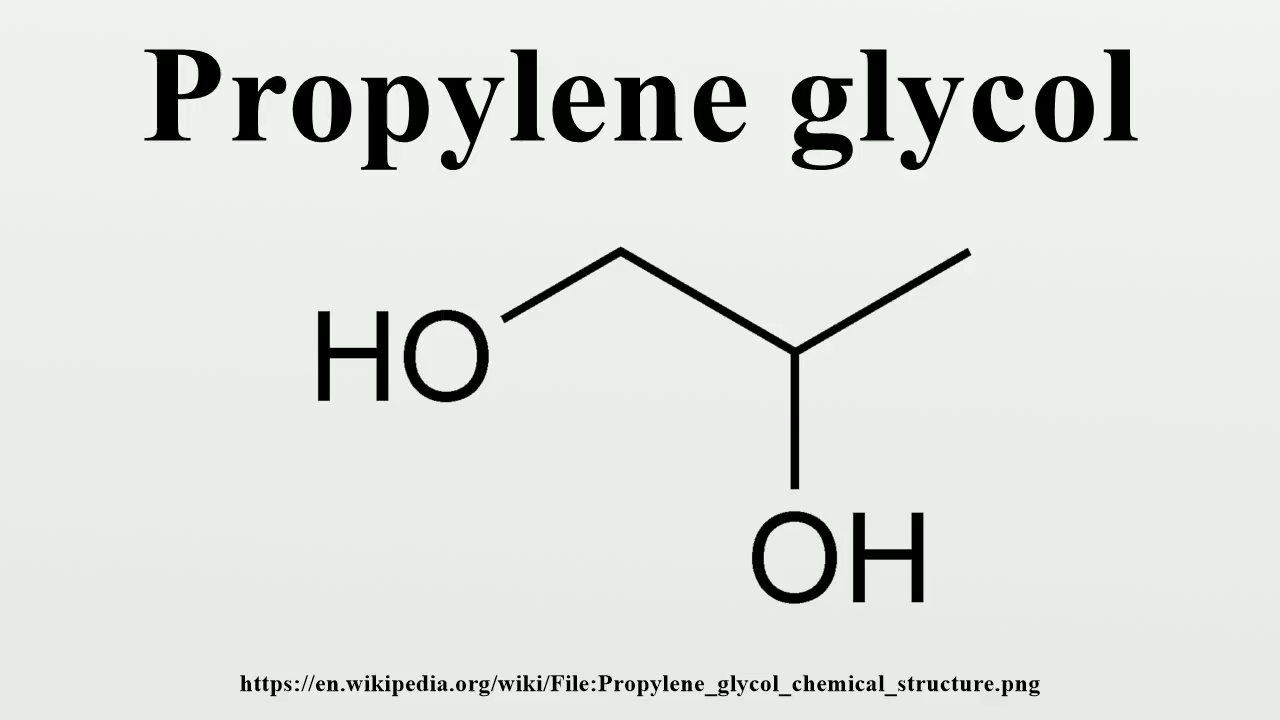 Propylene glycol
HO
OH
https://en.wikipedia.org/wiki/File:Propylene_glycol_chemical_structure.png